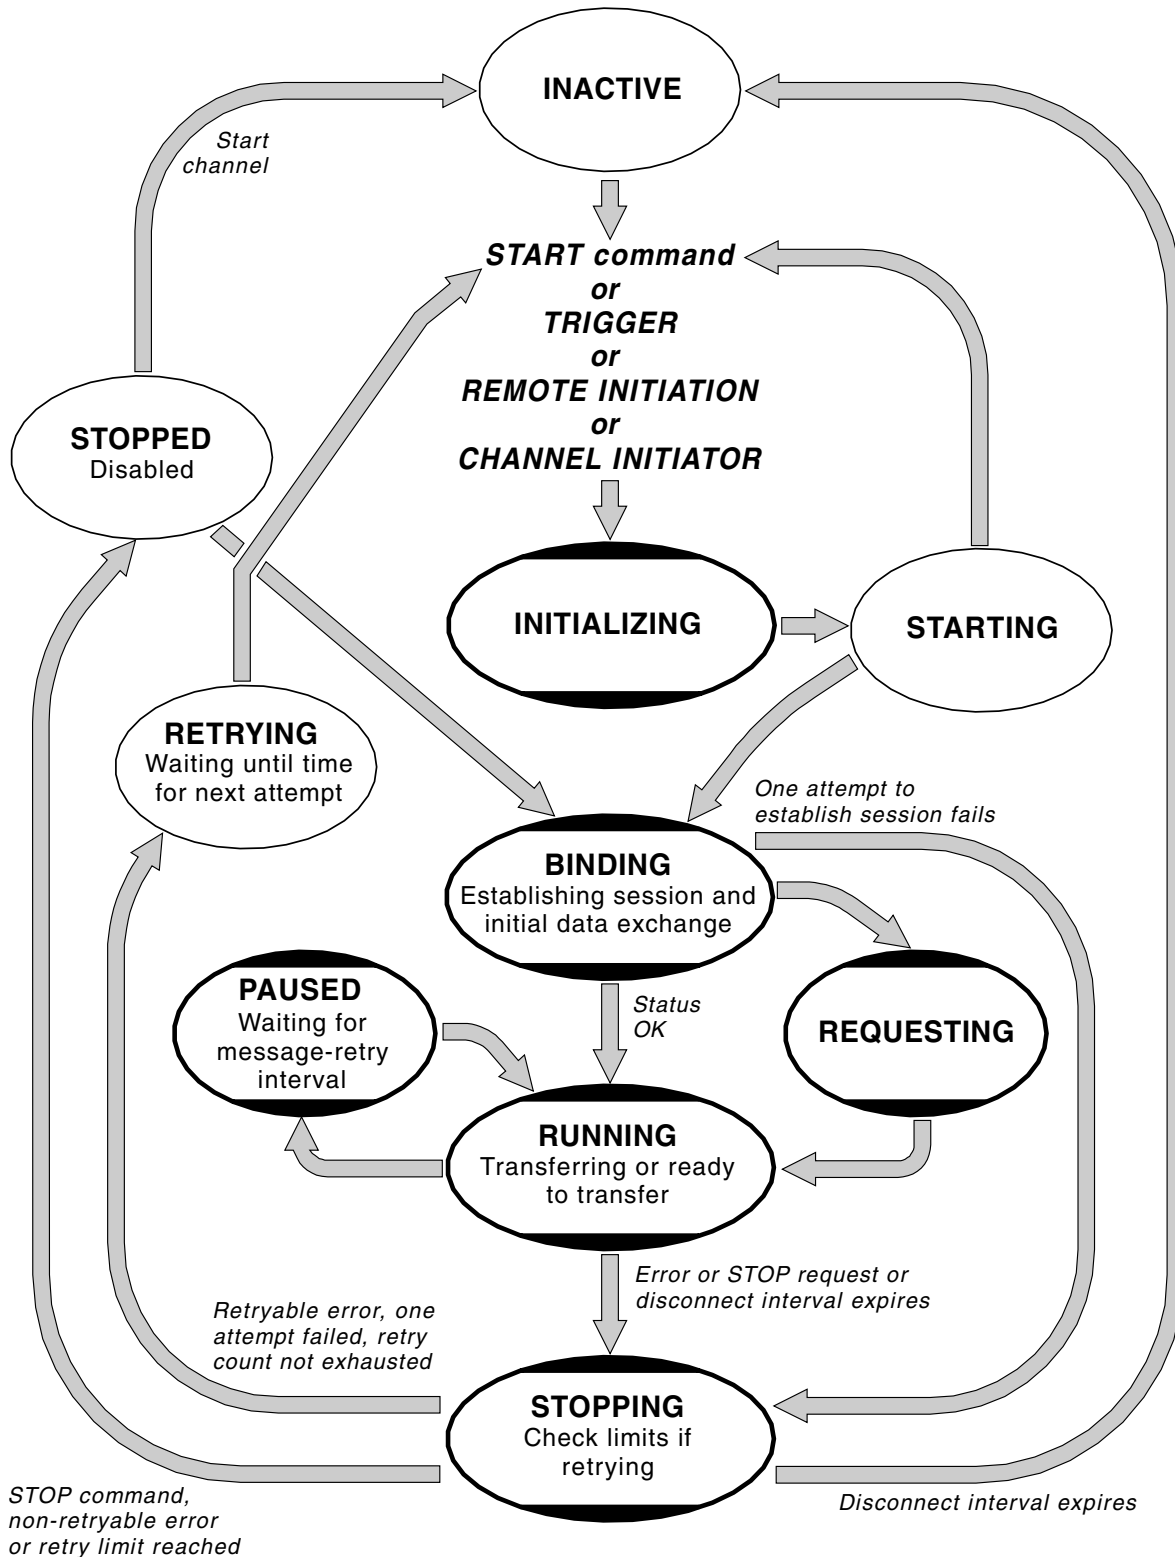 INACTIVE
Start
channel
START command
or
TRIGGER
or
REMOTE INITIATION
or
CHANNEL INITIATOR
STOPPED
Disabled
INITIALIZING
STARTING
RETRYING
Waiting until time
for next attempt
One attempt to
establish session fails
BINDING
Establishing session and
initial data exchange
PAUSED
Waiting for
message-retry
interval
Status
OK
REQUESTING
RUNNING
Transferring or ready
to transfer
Error or STOP request or
disconnect interval expires
Retryable error, one
attempt failed, retry
count not exhausted
STOPPING
Check limits if
retrying
STOP command,
non-retryable error
or retry limit reached
Disconnect interval expires